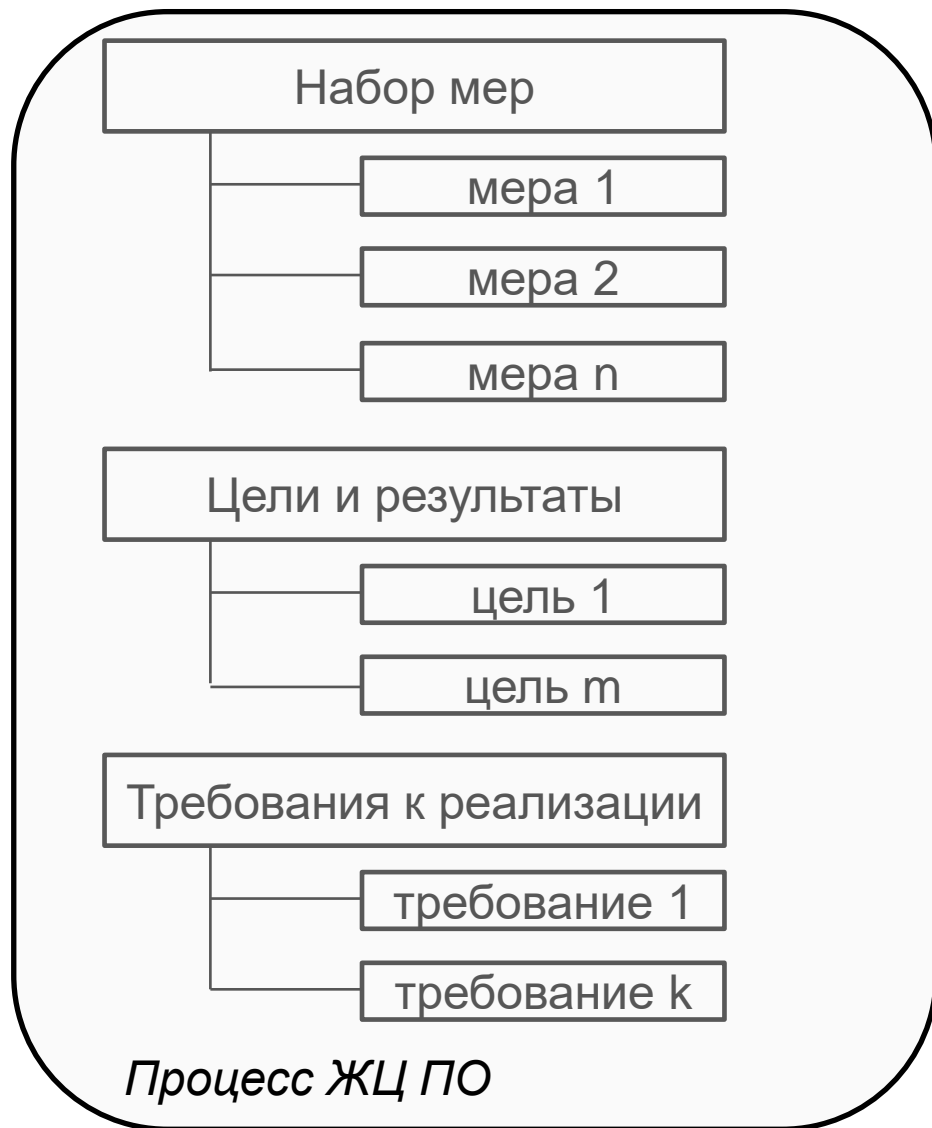 Набор мер
мера 1
мера 2
мера n
Цели и результаты
цель 1
цель m
Требования к реализации
требование 1
требование k
Процесс ЖЦ ПО